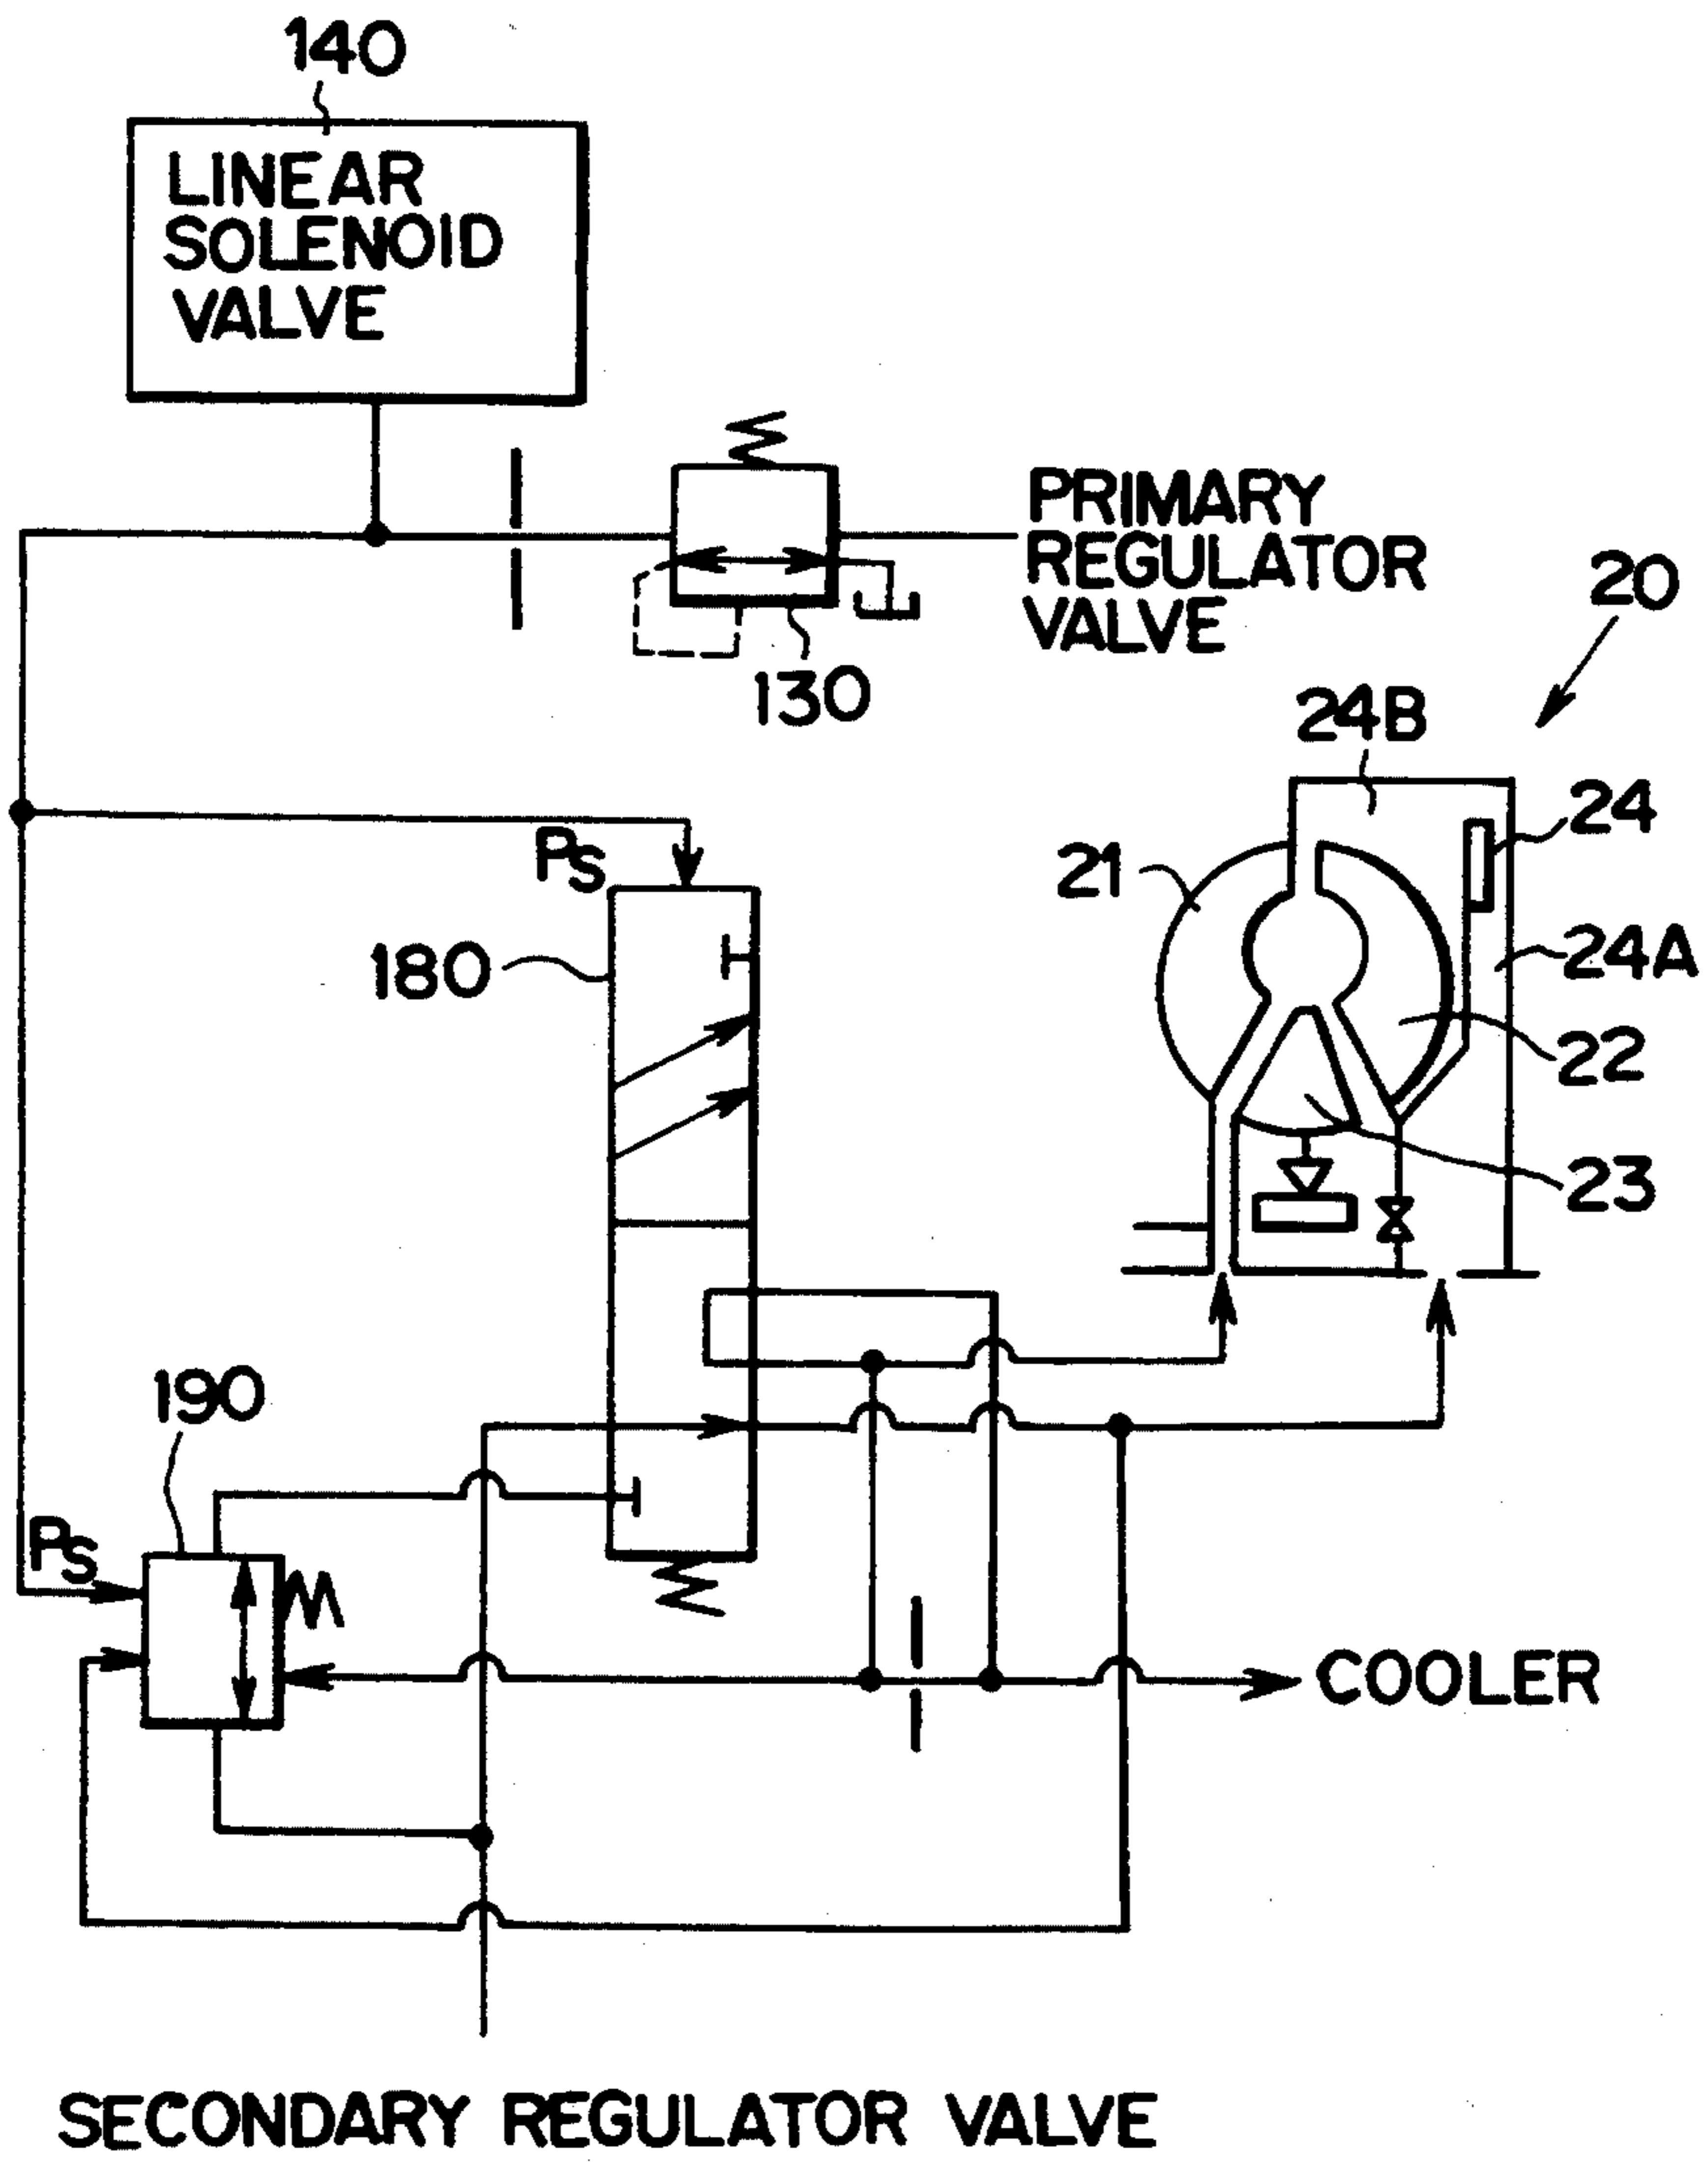 140
LINEAR
SOLENOID
VALVE
PRIMARY
REGULATOR
VALVE
130
20
24B
24
21
24A
22
23
PS
180
190
PS
COOLER
SECONDARY REGULATOR VALVE